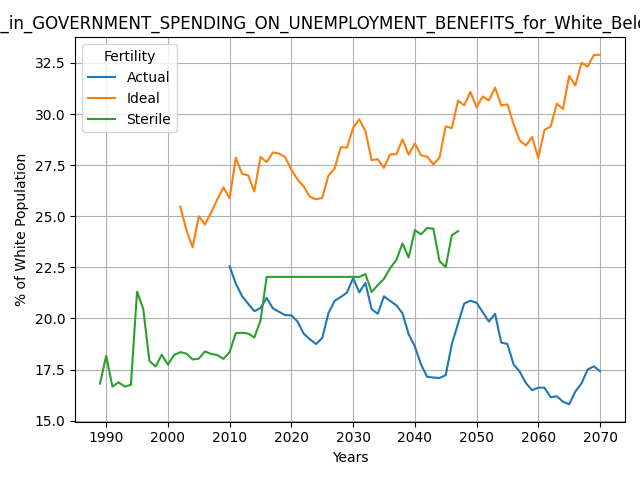 _in_GOVERNMENT_SPENDING_ON_UNEMPLOYMENT_BENEFITS_for_White_
Fertility
Actual
Ideal
Sterile
% of White Population
32.5
30.0
27.5
25.0
22.5
20.0
17.5
15.0
1990 2000 2010 2020 2030 2040 2050 2060 2070
Years